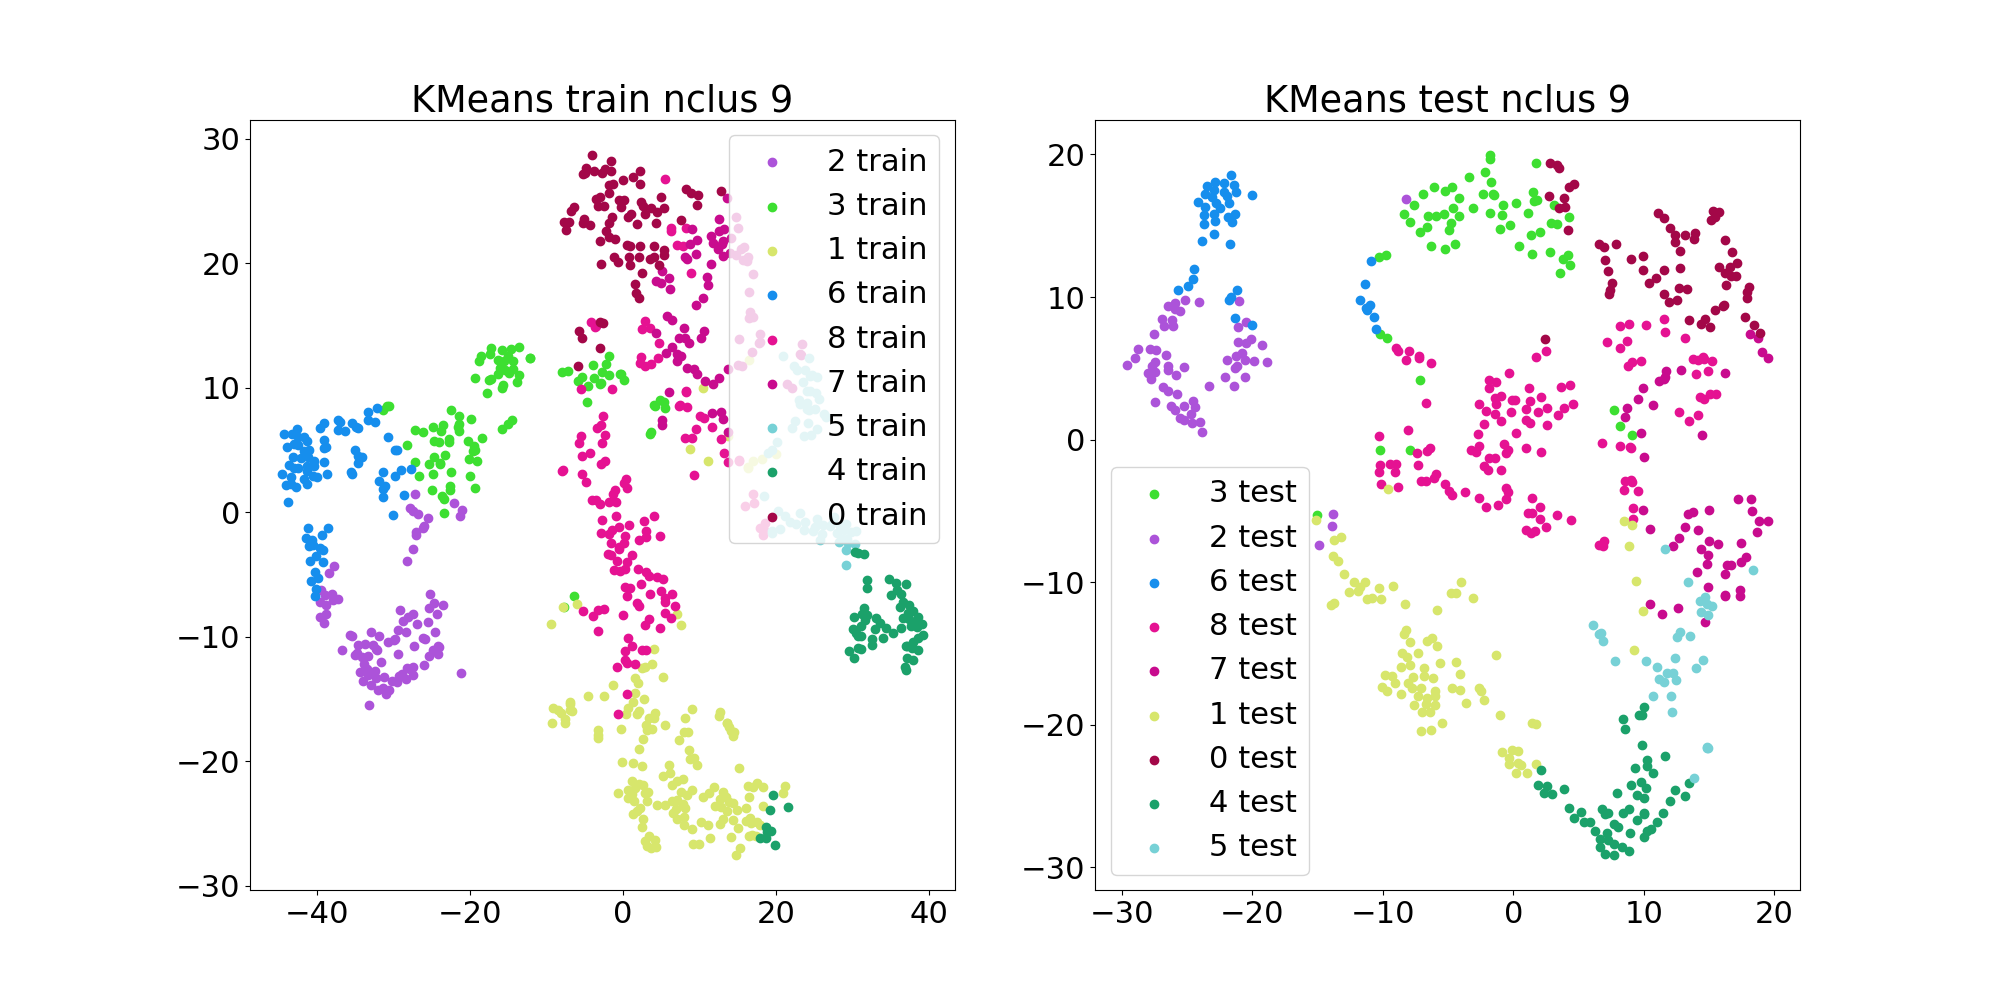 KMeans train nclus 9
30
20
10
0
−10
−20
−30
−40
−20
0
20
40
2 train
3 train
1 train
6 train
8 train
7 train
5 train
4 train
0 train
KMeans test nclus 9
20
10
0
−10
−20
−30
−30
−20
−10
0
10
20
3 test
2 test
6 test
8 test
7 test
1 test
0 test
4 test
5 test